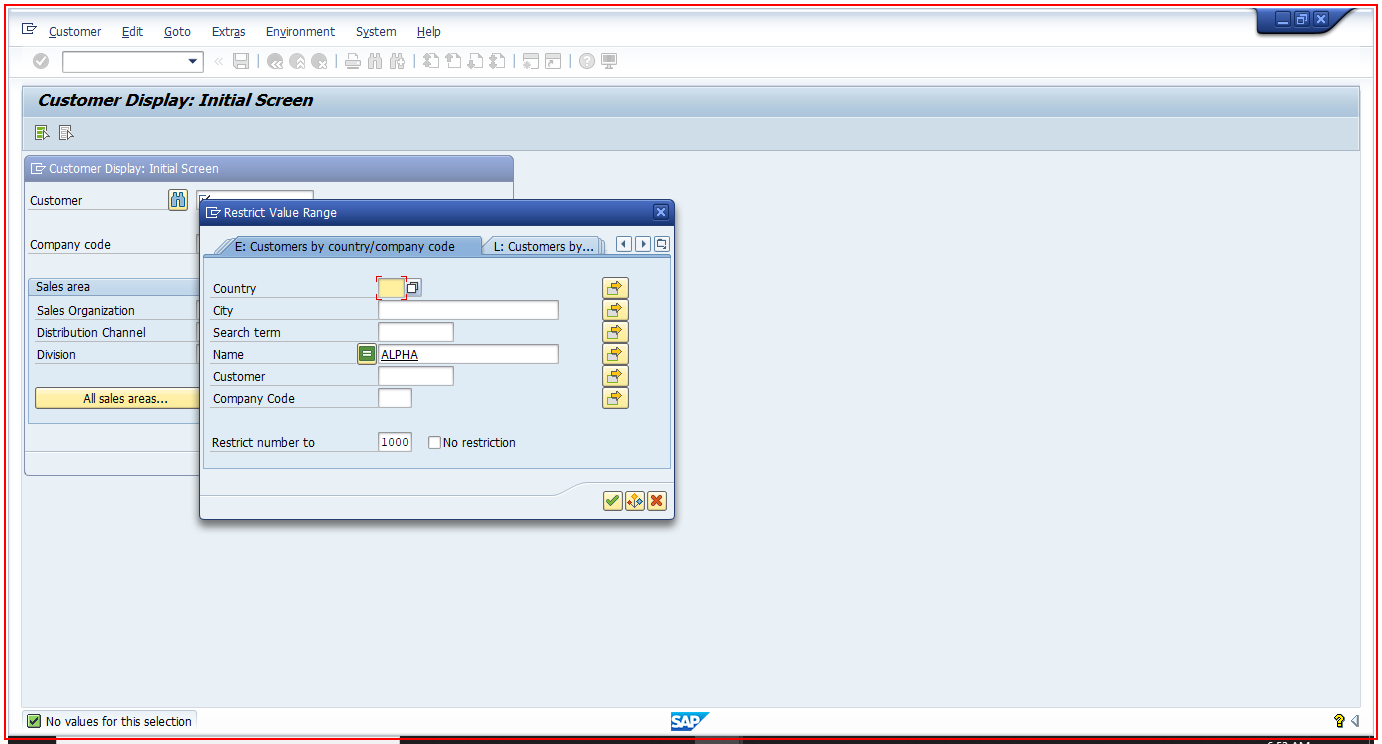 Customer Edit Goto Extras Environment System Help
Customer Display: Initial Screen
Customer Display: Initial Screen
Customer
Company code
Sales area
Sales Organization
Distribution Channel
Division
All sales areas...
Restrict Value Range
E: Customers by country/company code L: Customers by...
Country
City
Search term
Name = ALPHA
Customer
Company Code
Restrict number to 1000 No restriction
No values for this selection
SAP